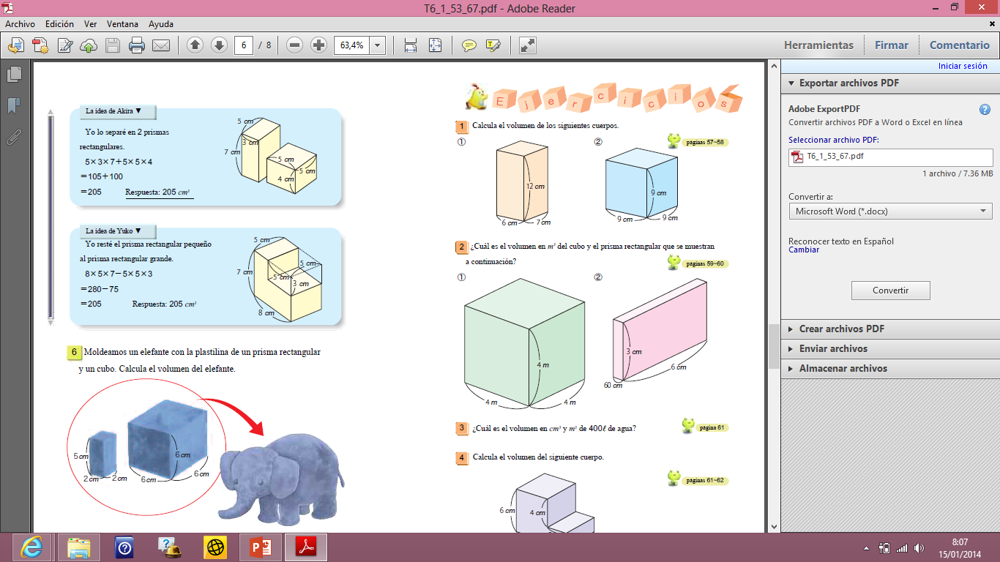 T6_1_53_67.pdf - Adobe Reader
Archivo Edición Ver Ventana Ayuda
6 / 8 63,4% Herramientas Firmar Comentario
La idea de Akira ▼
Yo lo separé en 2 prismas
rectangulares.
5×3×7+5×5×4
=105+100
=205 Respuesta: 205 cm³
5 cm
3 cm
7 cm
5 cm
5 cm
4 cm
La idea de Yuko ▼
Yo resté el prisma rectangular pequeño
al prisma rectangular grande.
8×5×7−5×5×3
=280−75
=205 Respuesta: 205 cm³
5 cm
5 cm
7 cm
5 cm
3 cm
8 cm
6 Moldeamos un elefante con la plastilina de un prisma rectangular
y un cubo. Calcula el volumen del elefante.
5 cm
2 cm
2 cm
6 cm
6 cm
6 cm
Ejercicios
1 Calcula el volumen de los siguientes cuerpos.
① ② páginas 57~58
12 cm
6 cm
7 cm
9 cm
9 cm
9 cm
2 ¿Cuál es el volumen en m³ del cubo y el prisma rectangular que se muestran
a continuación?
páginas 59~60
① ②
4 m
4 m
4 m
3 cm
6 cm
60 cm
3 ¿Cuál es el volumen en cm³ y m³ de 400ℓ de agua? página 61
4 Calcula el volumen del siguiente cuerpo.
páginas 61~62
6 cm
4 cm
Iniciar sesión
Exportar archivos PDF
Adobe ExportPDF
Convertir archivos PDF a Word o Excel en línea
Seleccionar archivo PDF:
T6_1_53_67.pdf
1 archivo / 7.36 MB
Convertir a:
Microsoft Word (*.docx)
Reconocer texto en Español
Cambiar
Convertir
Crear archivos PDF
Enviar archivos
Almacenar archivos
8:07
15/01/2014